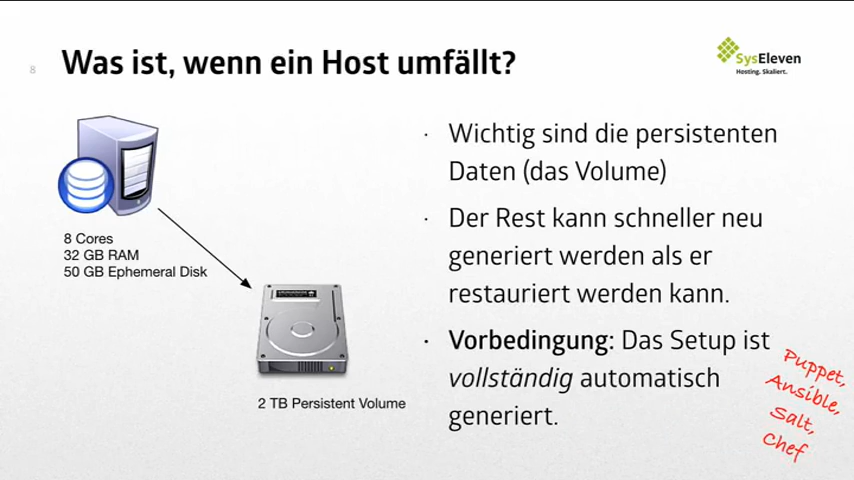 8
Was ist, wenn ein Host umfällt?
SysEleven
Hosting. Skaliert.
8 Cores
32 GB RAM
50 GB Ephemeral Disk
2 TB Persistent Volume
· Wichtig sind die persistenten
Daten (das Volume)
· Der Rest kann schneller neu
generiert werden als er
restauriert werden kann.
· Vorbedingung: Das Setup ist
vollständig automatisch
generiert.
Puppet,
Ansible,
Salt,
Chef